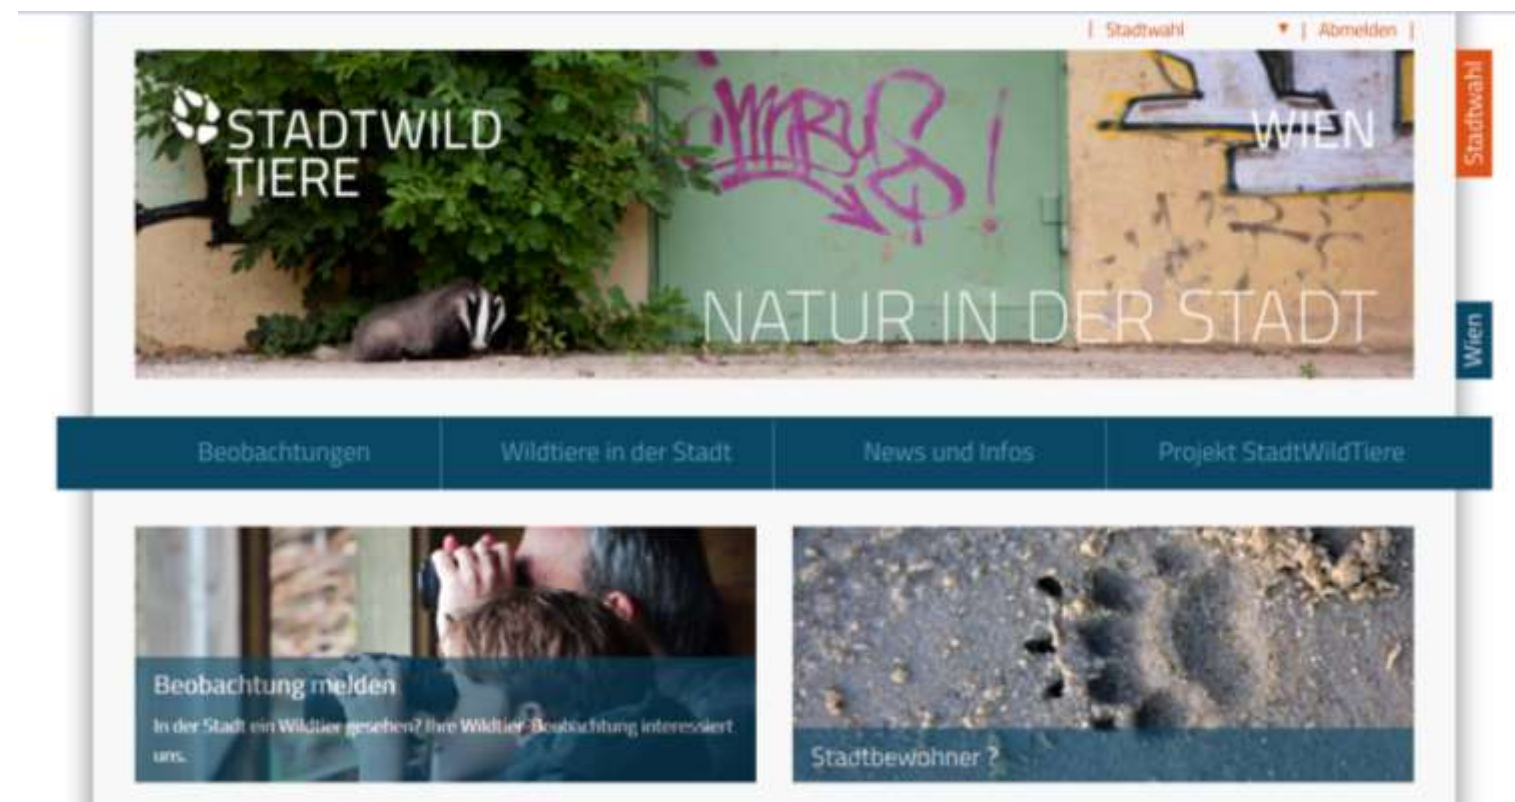 | Stadtwahl ▼ | Abmelden |
Stadtwahl
STADTWILD
TIERE
WIEN
NATUR IN DER STADT
Wien
Beobachtungen
Wildtiere in der Stadt
News und Infos
Projekt StadtWildTiere
Beobachtung melden
In der Stadt ein Wildtier gesehen? Ihre Wildtier-Beobachtung interessiert
uns.
Stadtbewohner ?